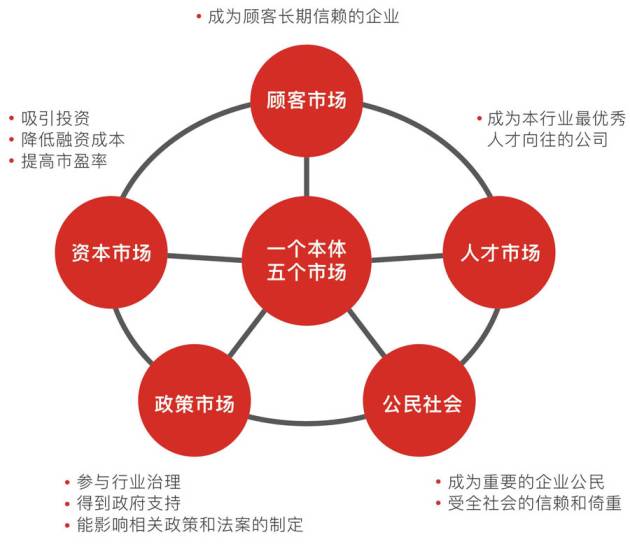 • 成为顾客长期信赖的企业
顾客市场
• 吸引投资
• 降低融资成本
• 提高市盈率
• 成为本行业最优秀
人才向往的公司
资本市场
一个本体
五个市场
人才市场
政策市场
公民社会
• 参与行业治理
• 得到政府支持
• 能影响相关政策和法案的制定
• 成为重要的企业公民
• 受全社会的信赖和倚重